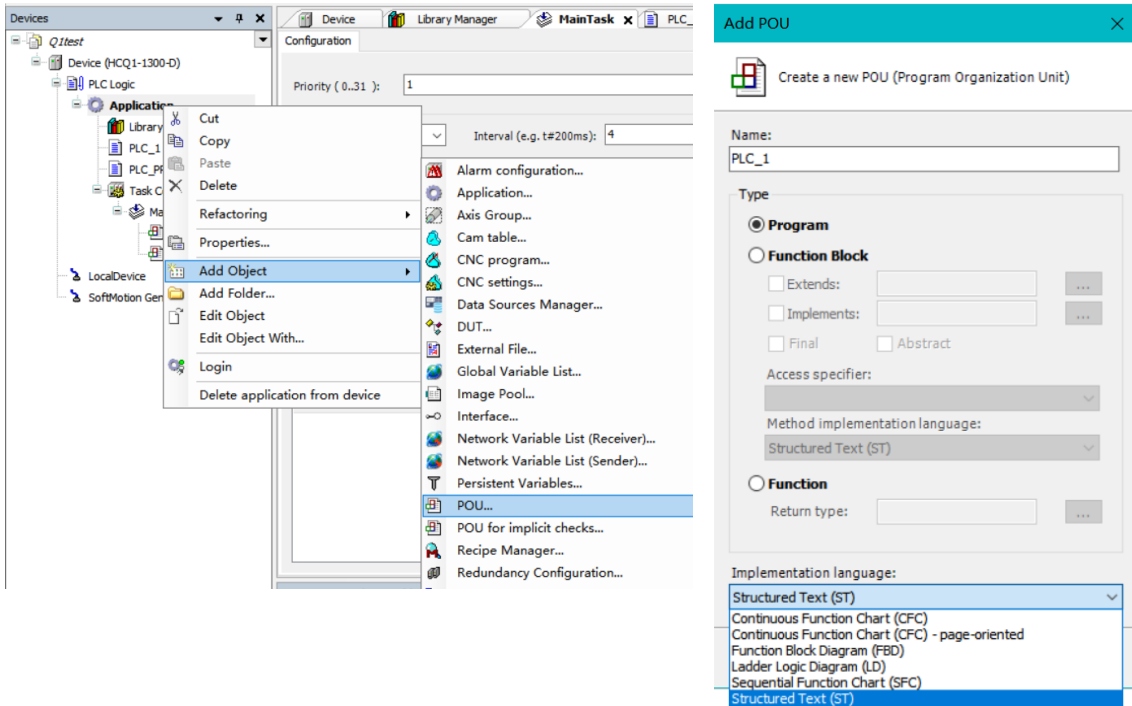 Devices
Q1test
Device (HCQ1-1300-D)
PLC Logic
Application
Library
PLC_1
PLC_PR
Task C
Ma
LocalDevice
SoftMotion Gen
Cut
Copy
Paste
Delete
Refactoring
Properties...
Add Object
Add Folder...
Edit Object
Edit Object With...
Login
Delete application from device
Device
Library Manager
MainTask
PLC_
Configuration
Priority ( 0..31 ):
1
Interval (e.g. t#200ms):
4
Alarm configuration...
Application...
Axis Group...
Cam table...
CNC program...
CNC settings...
Data Sources Manager...
DUT...
External File...
Global Variable List...
Image Pool...
Interface...
Network Variable List (Receiver)...
Network Variable List (Sender)...
Persistent Variables...
POU...
POU for implicit checks...
Recipe Manager...
Redundancy Configuration...
Add POU
Create a new POU (Program Organization Unit)
Name:
PLC_1
Type
Program
Function Block
Extends:
...
Implements:
...
Final
Abstract
Access specifier:
Method implementation language:
Structured Text (ST)
Function
Return type:
...
Implementation language:
Structured Text (ST)
Continuous Function Chart (CFC)
Continuous Function Chart (CFC) - page-oriented
Function Block Diagram (FBD)
Ladder Logic Diagram (LD)
Sequential Function Chart (SFC)
Structured Text (ST)